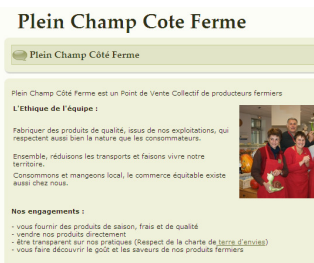 Plein Champ Cote Ferme
Plein Champ Côté Ferme
Plein Champ Côté Ferme est un Point de Vente Collectif de producteurs fermiers
L'Ethique de l'équipe :
Fabriquer des produits de qualité, issus de nos exploitations, qui
respectent aussi bien la nature que les consommateurs.
Ensemble, réduisons les transports et faisons vivre notre
territoire.
Consommons et mangeons local, le commerce équitable existe
aussi chez nous.
Nos engagements :
- vous fournir des produits de saison, frais et de qualité
- vendre nos produits directement
- être transparent sur nos pratiques (Respect de la charte de terre d'envies)
- vous faire découvrir le goût et les saveurs de nos produits fermiers